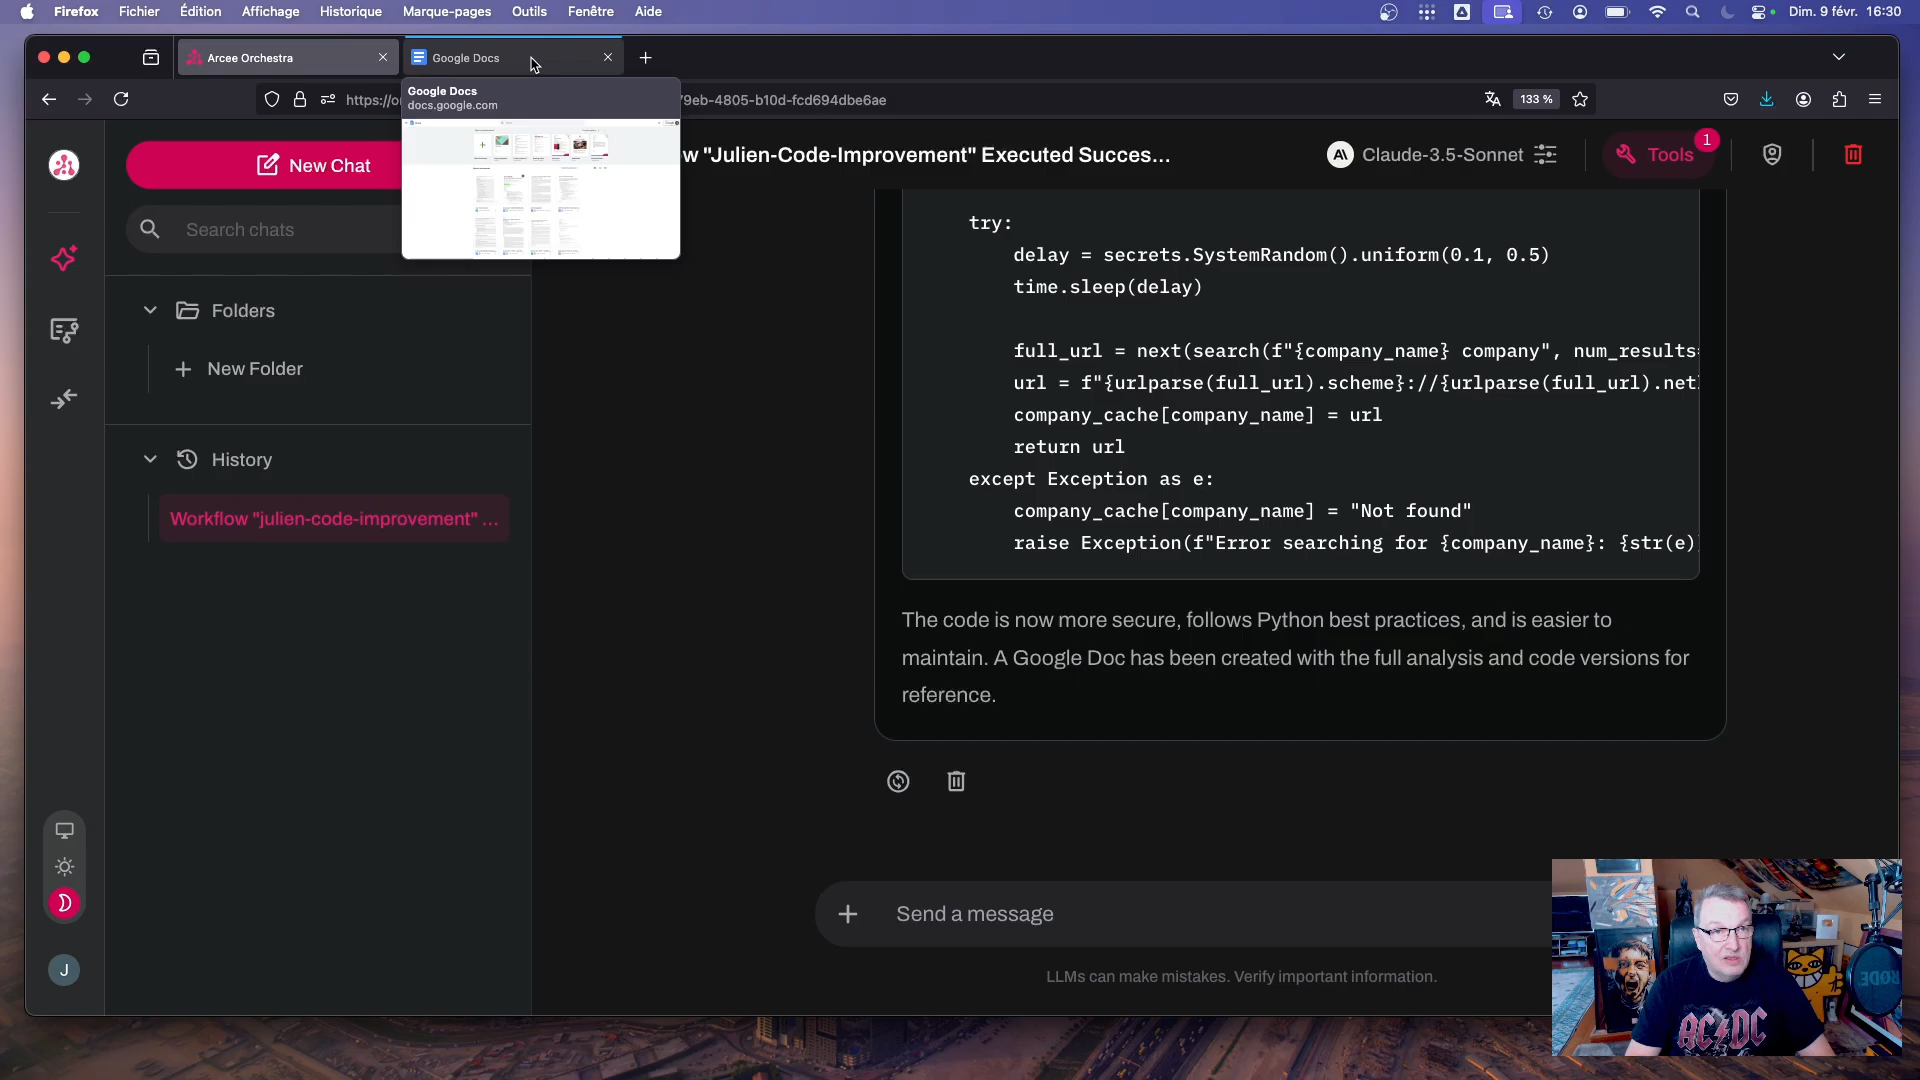 Firefox Fichier Édition Affichage Historique Marque-pages Outils Fenêtre Aide
Dim. 9 févr. 16:30
Arcee Orchestra
Google Docs
Google Docs
docs.google.com
https://or
79eb-4805-b10d-fcd694dbe6ae
133 %
New Chat
w "Julien-Code-Improvement" Executed Succes...
Claude-3.5-Sonnet
Tools
1
Search chats
Folders
New Folder
History
Workflow "julien-code-improvement" ...
try:
delay = secrets.SystemRandom().uniform(0.1, 0.5)
time.sleep(delay)
full_url = next(search(f"{company_name} company", num_results=
url = f"{urlparse(full_url).scheme}://{urlparse(full_url).netl
company_cache[company_name] = url
return url
except Exception as e:
company_cache[company_name] = "Not found"
raise Exception(f"Error searching for {company_name}: {str(e)}
The code is now more secure, follows Python best practices, and is easier to
maintain. A Google Doc has been created with the full analysis and code versions for
reference.
Send a message
LLMs can make mistakes. Verify important information.
J
RØDE
AC DC